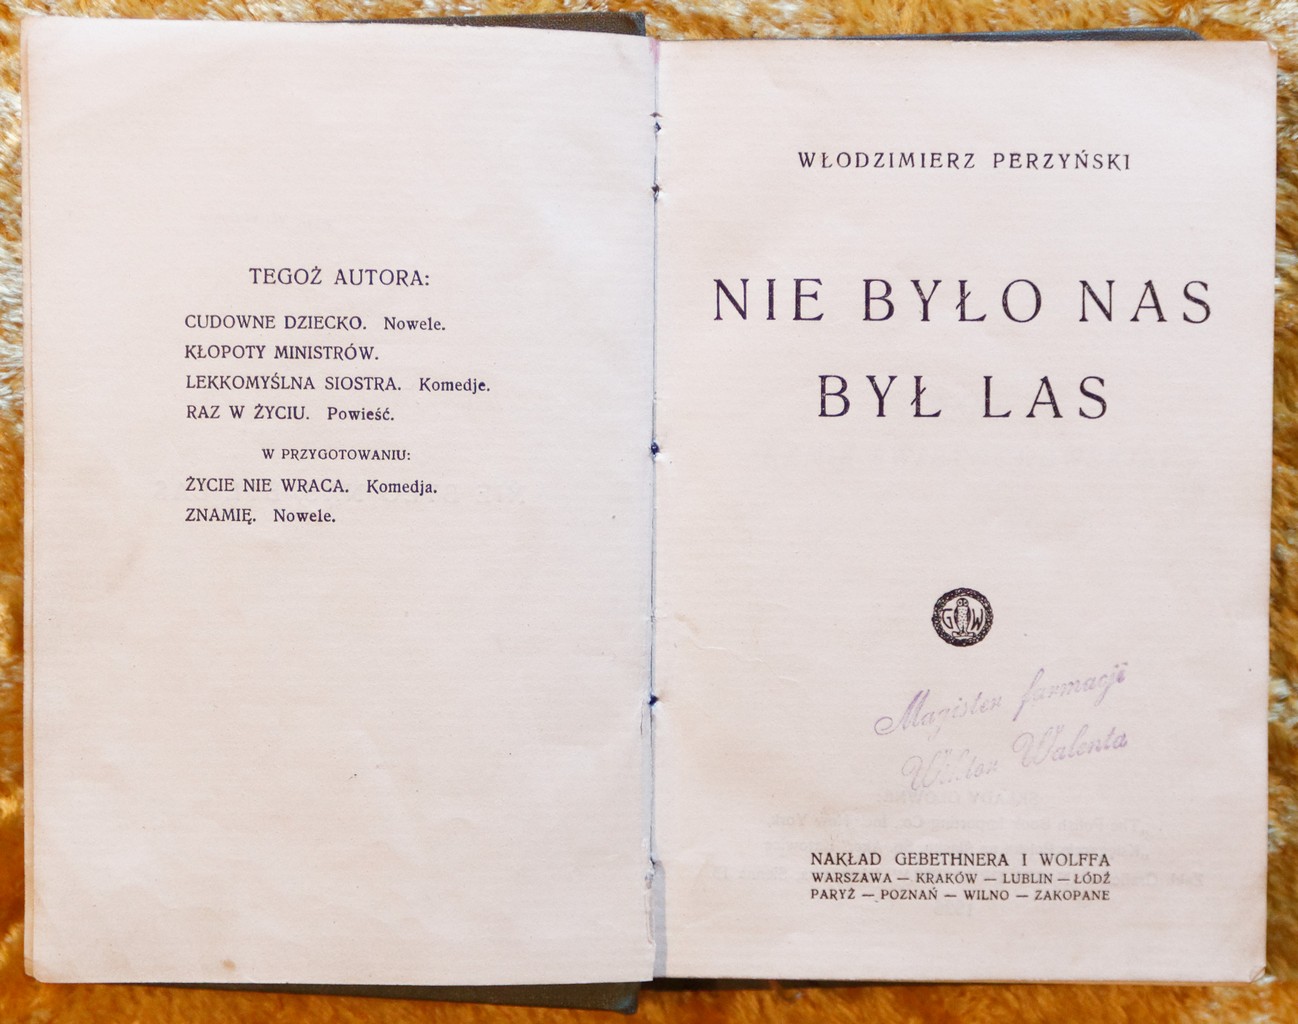 TEGOŻ AUTORA:
CUDOWNE DZIECKO. Nowele.
KŁOPOTY MINISTRÓW.
LEKKOMYŚLNA SIOSTRA. Komedje.
RAZ W ŻYCIU. Powieść.
W PRZYGOTOWANIU:
ŻYCIE NIE WRACA. Komedja.
ZNAMIĘ. Nowele.
WŁODZIMIERZ PERZYŃSKI
NIE BYŁO NAS
BYŁ LAS
G W
Magister farmacji
Wiktor Walenta
NAKŁAD GEBETHNERA I WOLFFA
WARSZAWA — KRAKÓW — LUBLIN — ŁÓDŹ
PARYŻ — POZNAŃ — WILNO — ZAKOPANE